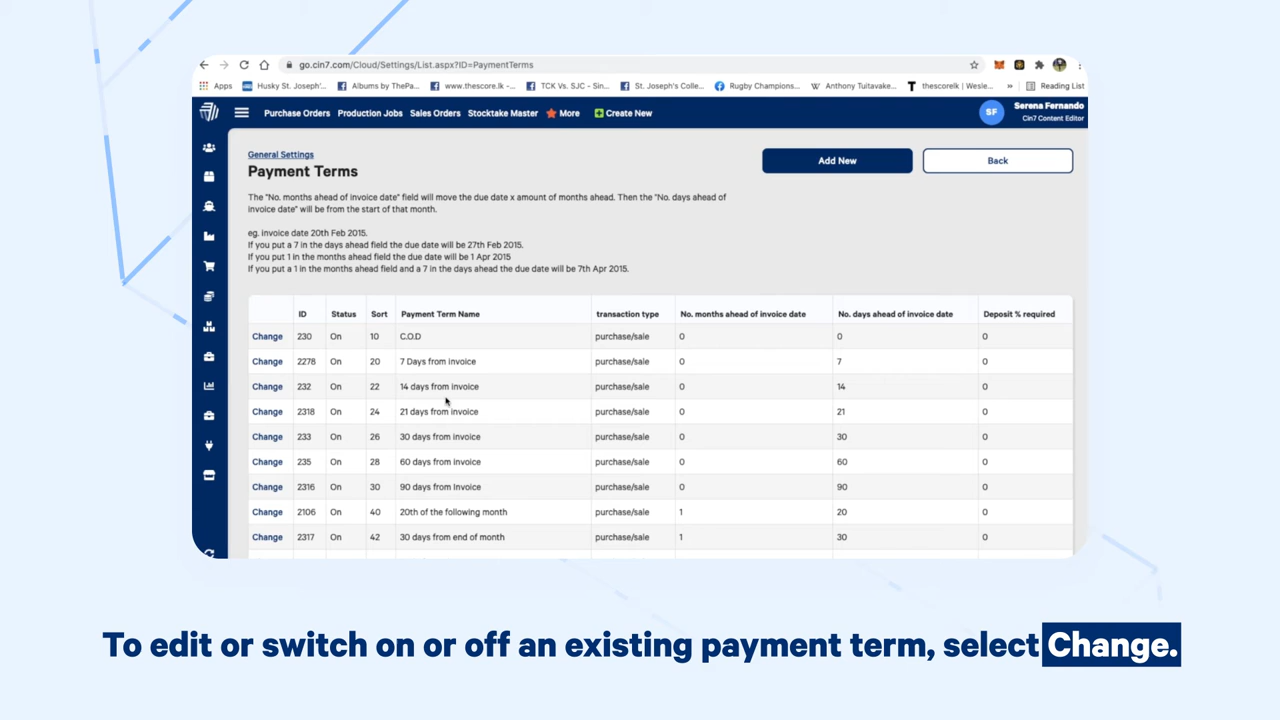 go.cin7.com/Cloud/Settings/List.aspx?ID=PaymentTerms
Apps Husky St. Joseph'... Albums by ThePa... www.thescore.lk -... TCK Vs. SJC - Sin... St. Joseph's Colle... Rugby Champions... Anthony Tuitavake... thescorelk | Wesle... » Reading List
Purchase Orders Production Jobs Sales Orders Stocktake Master More Create New
SF Serena Fernando
Cin7 Content Editor
General Settings
Payment Terms
Add New Back
The "No. months ahead of invoice date" field will move the due date x amount of months ahead. Then the "No. days ahead of
invoice date" will be from the start of that month.
eg. invoice date 20th Feb 2015.
If you put a 7 in the days ahead field the due date will be 27th Feb 2015.
If you put 1 in the months ahead field the due date will be 1 Apr 2015
If you put a 1 in the months ahead field and a 7 in the days ahead the due date will be 7th Apr 2015.
ID Status Sort Payment Term Name transaction type No. months ahead of invoice date No. days ahead of invoice date Deposit % required
Change 230 On 10 C.O.D purchase/sale 0 0 0
Change 2278 On 20 7 Days from invoice purchase/sale 0 7 0
Change 232 On 22 14 days from invoice purchase/sale 0 14 0
Change 2318 On 24 21 days from invoice purchase/sale 0 21 0
Change 233 On 26 30 days from invoice purchase/sale 0 30 0
Change 235 On 28 60 days from invoice purchase/sale 0 60 0
Change 2316 On 30 90 days from Invoice purchase/sale 0 90 0
Change 2106 On 40 20th of the following month purchase/sale 1 20 0
Change 2317 On 42 30 days from end of month purchase/sale 1 30 0
To edit or switch on or off an existing payment term, select Change.